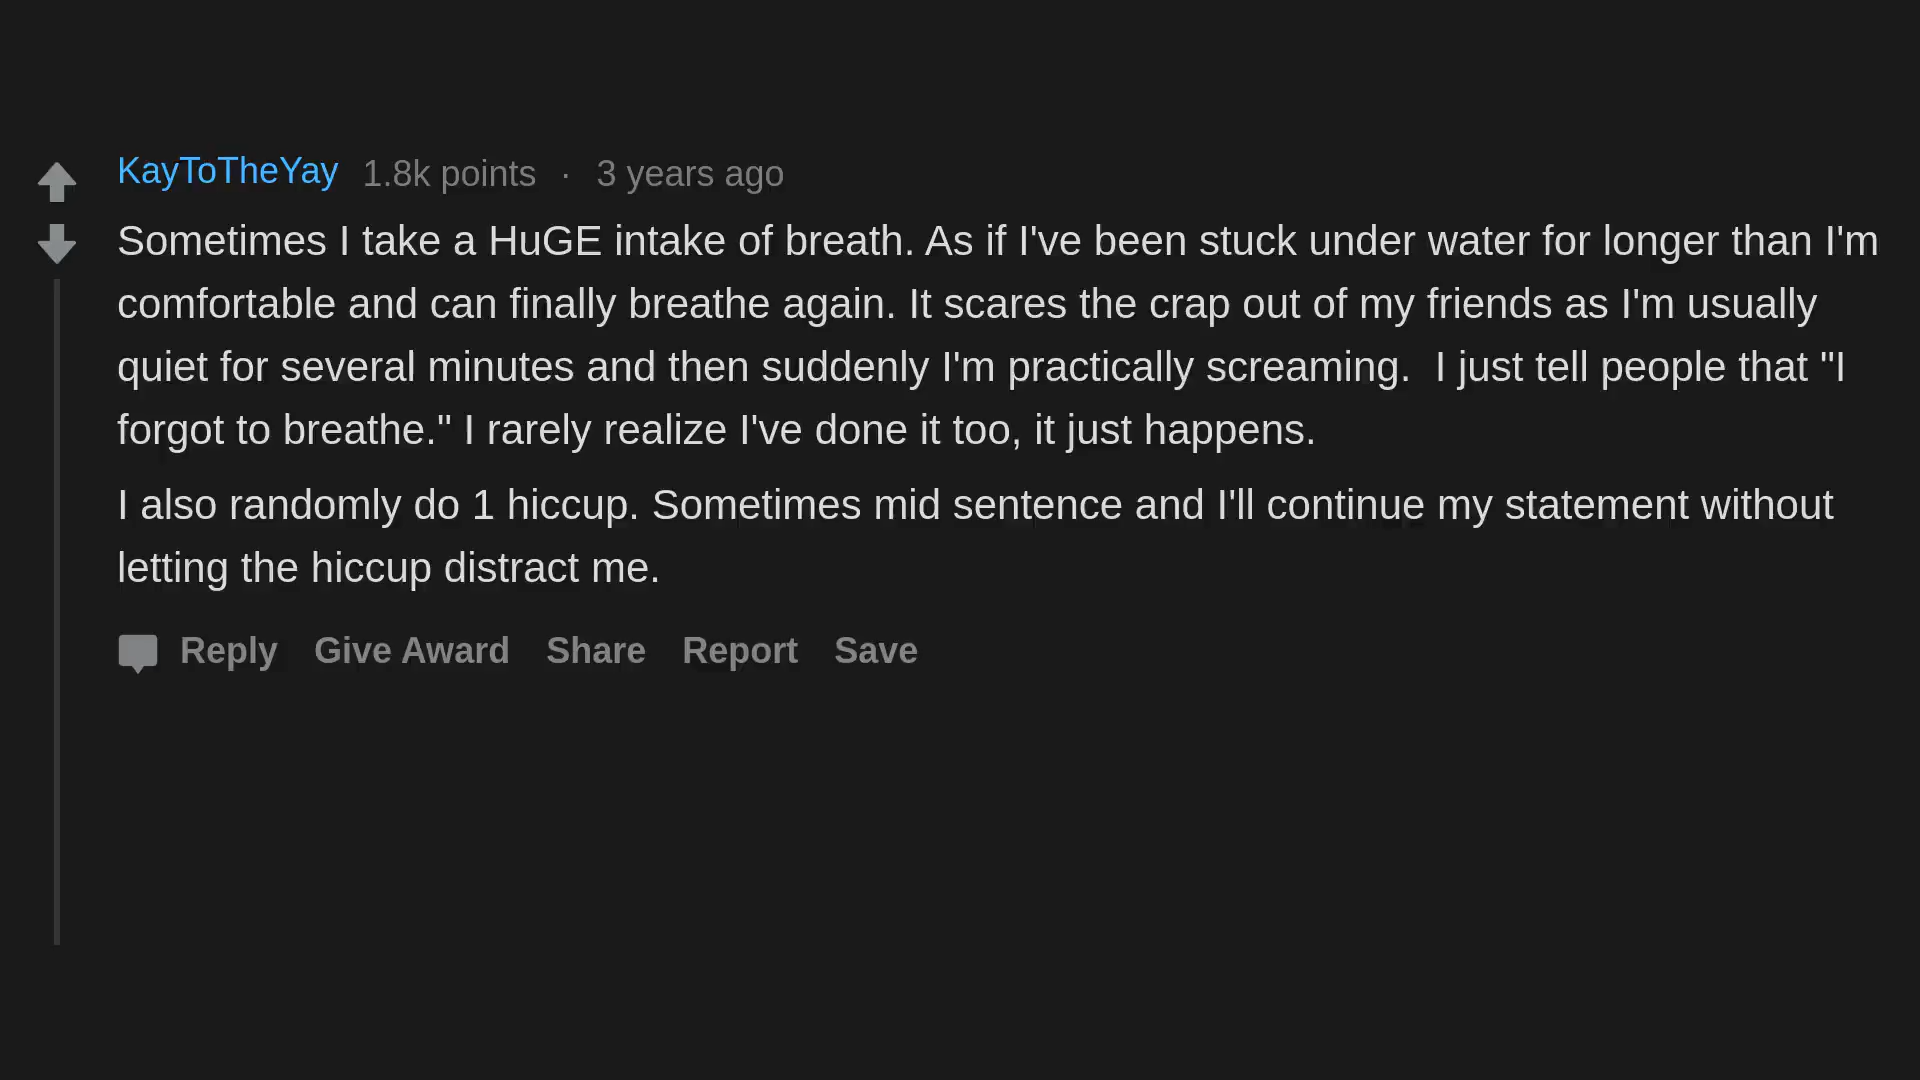 KayToTheYay 1.8k points · 3 years ago
Sometimes I take a HuGE intake of breath. As if I've been stuck under water for longer than I'm
comfortable and can finally breathe again. It scares the crap out of my friends as I'm usually
quiet for several minutes and then suddenly I'm practically screaming.  I just tell people that "I
forgot to breathe." I rarely realize I've done it too, it just happens.
I also randomly do 1 hiccup. Sometimes mid sentence and I'll continue my statement without
letting the hiccup distract me.
Reply Give Award Share Report Save